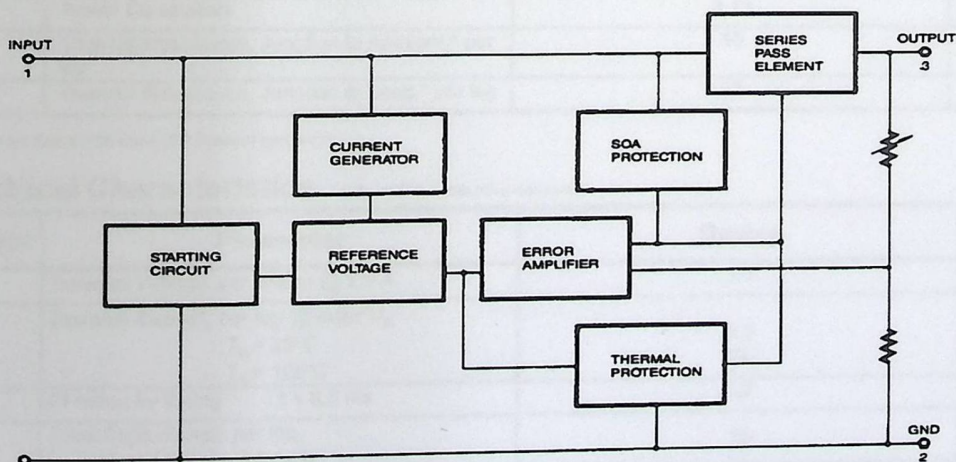 INPUT
1
SERIES
PASS
ELEMENT
OUTPUT
3
CURRENT
GENERATOR
SOA
PROTECTION
STARTING
CIRCUIT
REFERENCE
VOLTAGE
ERROR
AMPLIFIER
THERMAL
PROTECTION
GND
2